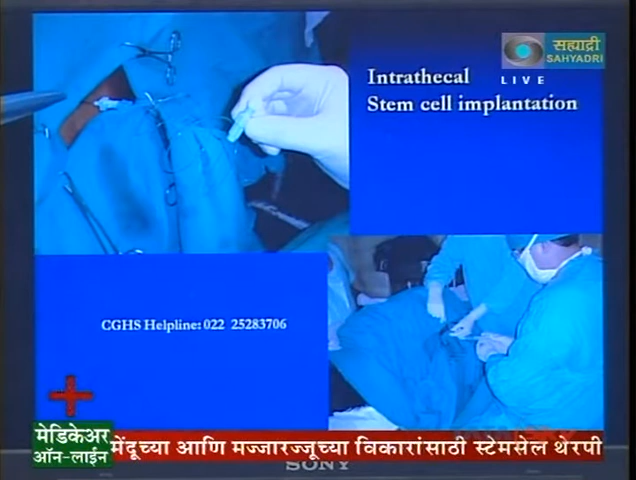 सह्याद्री
SAHYADRI
LIVE
Intrathecal
Stem cell implantation
CGHS Helpline: 022 25283706
मेडिकेअर
ऑन-लाईन
मेंदूच्या आणि मज्जारज्जूच्या विकारांसाठी स्टेमसेल थेरपी
SONY